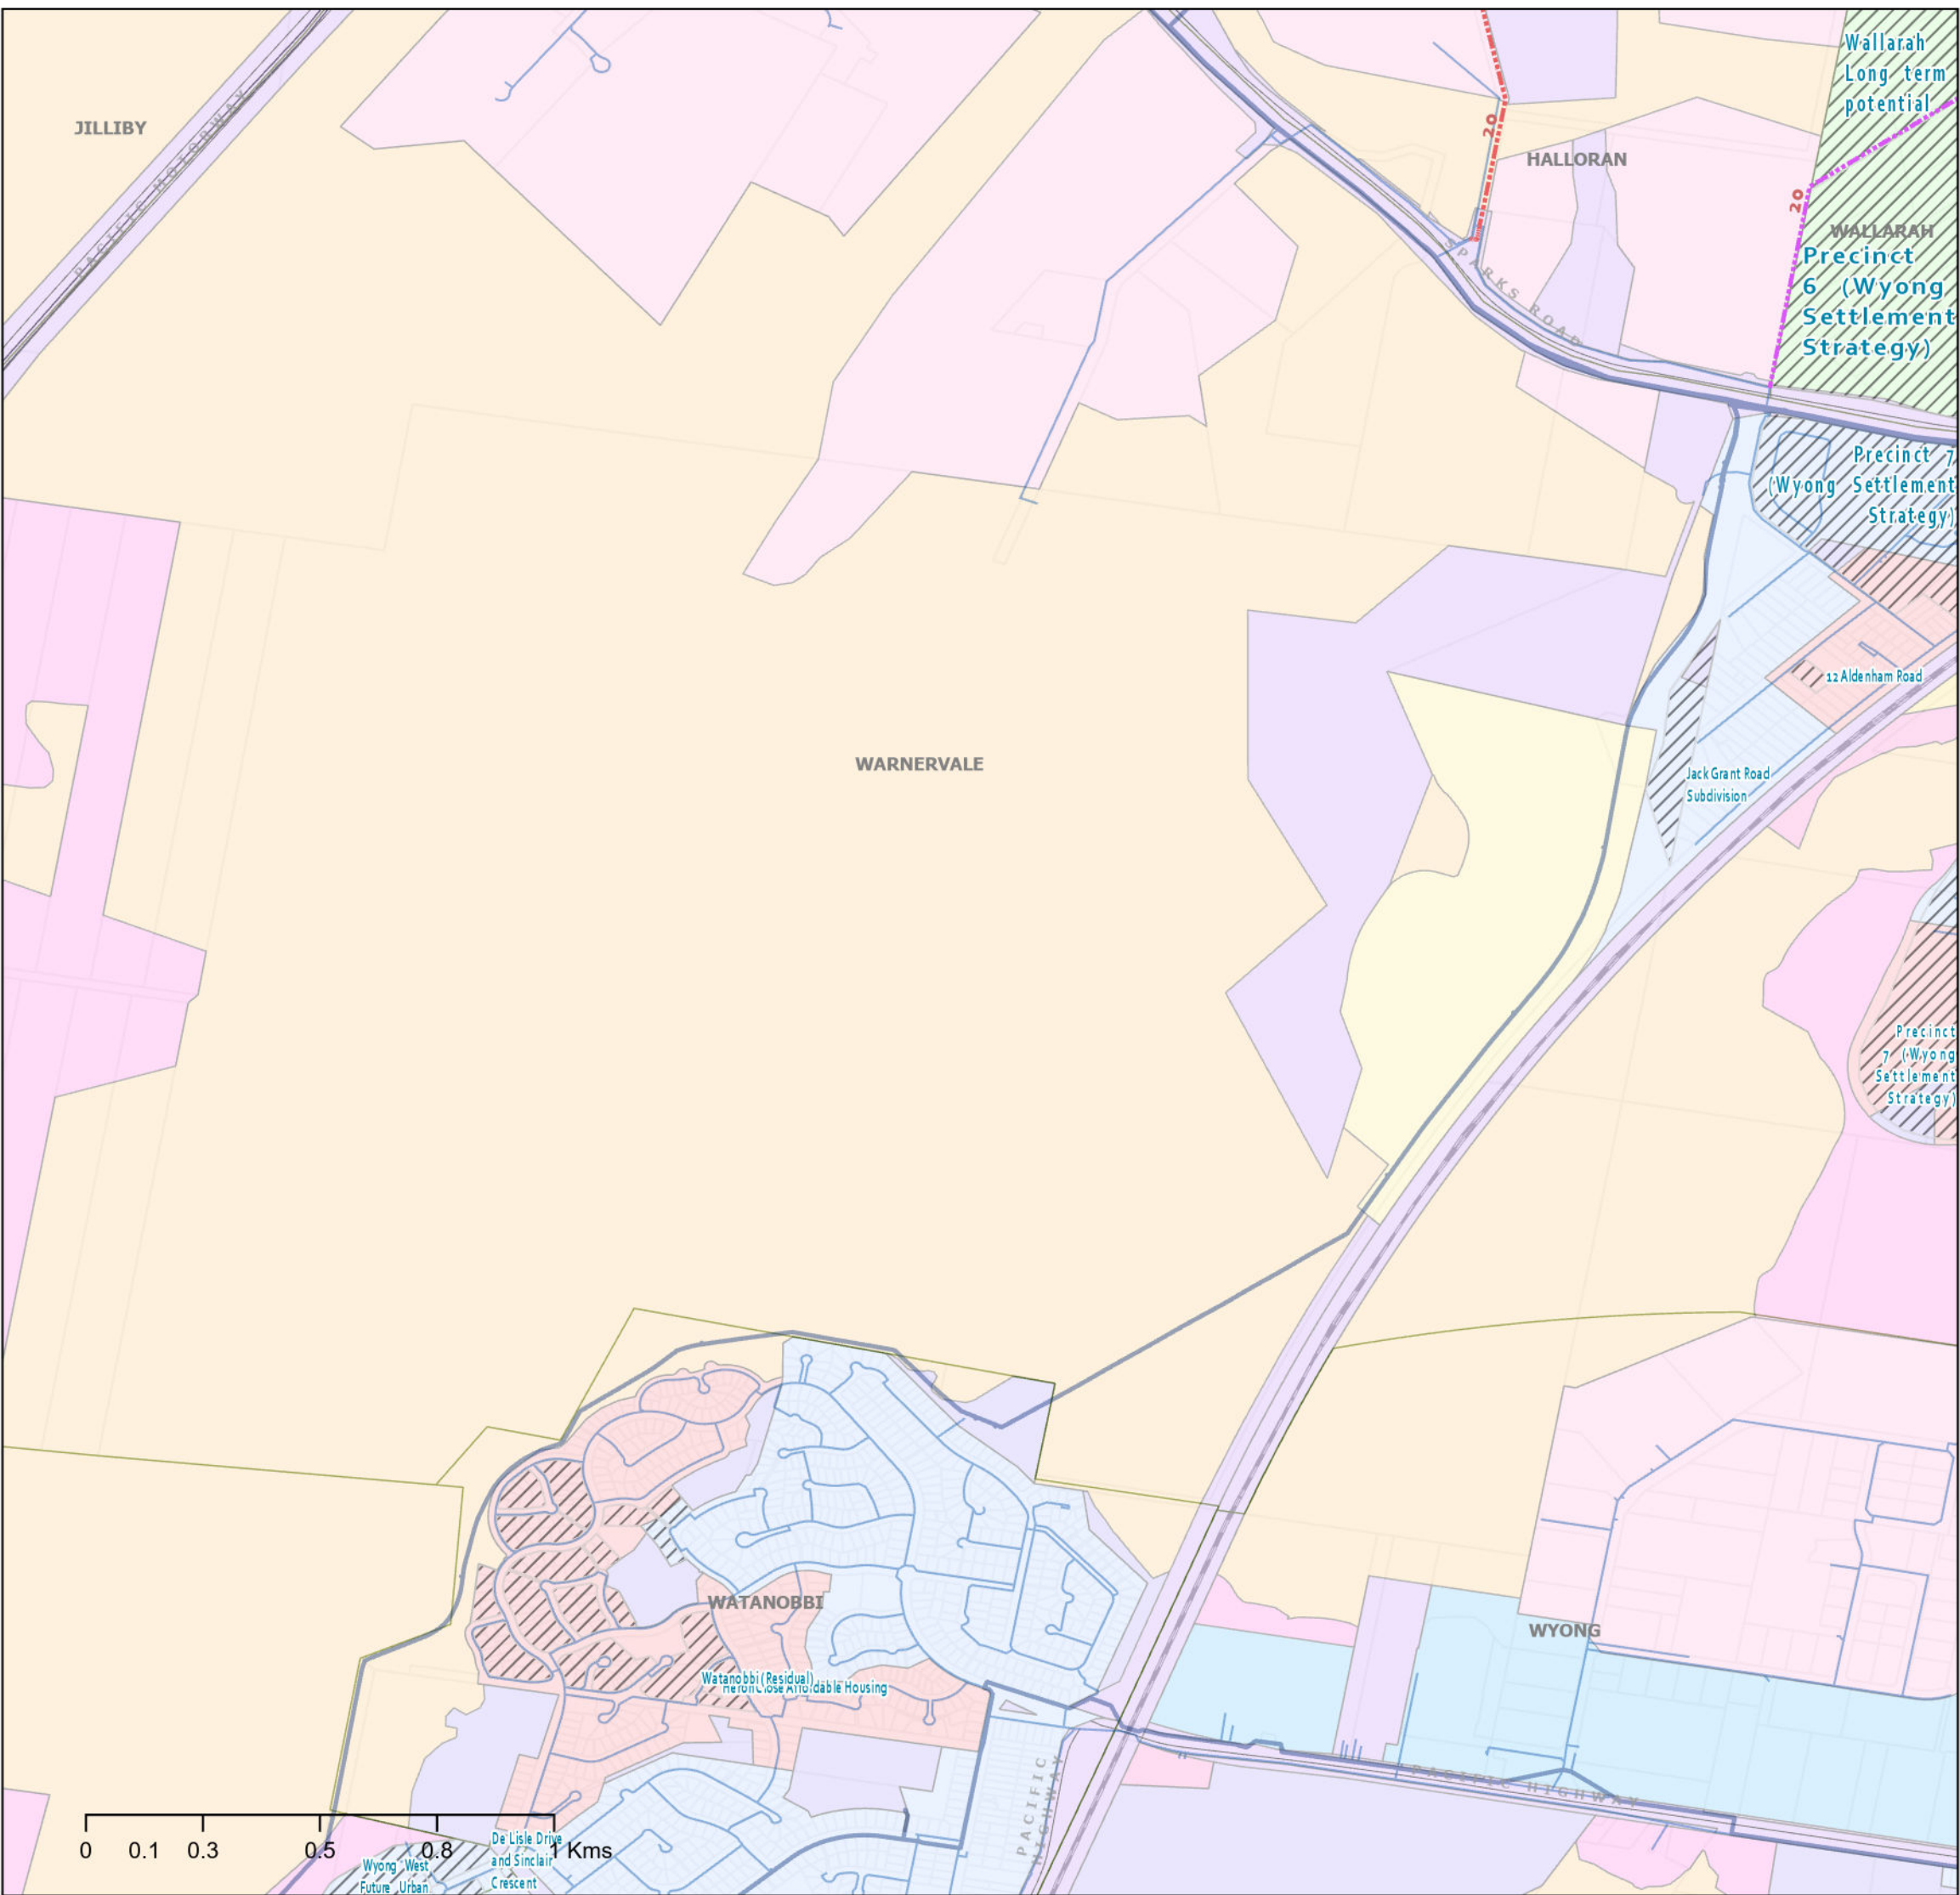 Wallarah
Long term
potential
JILLIBY
PACIFIC MOTORWAY
20
HALLORAN
20
WALLARAH
Precinct
6 (Wyong
Settlement
Strategy)
SPARKS ROAD
Precinct 7
(Wyong Settlement
Strategy)
12 Aldenham Road
WARNERVALE
Jack Grant Road
Subdivision
Precinct
7 (Wyong
Settlement
Strategy)
WATANOBBI
WYONG
Watanobbi (Residual)
Heron Close Affordable Housing
PACIFIC
HIGHWAY
PACIFIC HIGHWAY
0 0.1 0.3 0.5 0.8 1 Kms
De Lisle Drive
and Sinclair
Crescent
Wyong West
Future Urban